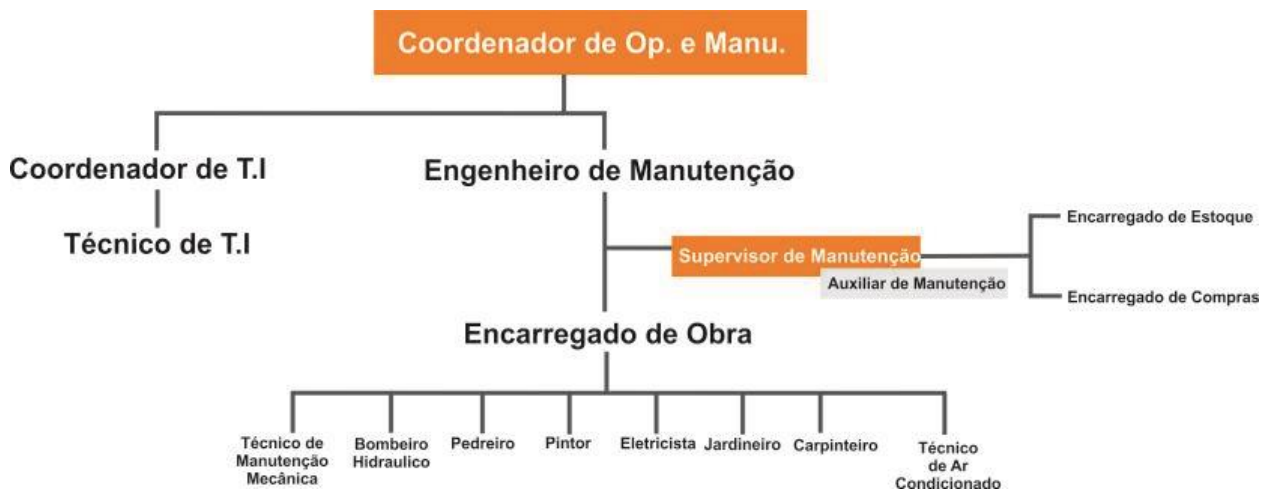 Coordenador de Op. e Manu.
Coordenador de T.I
Engenheiro de Manutenção
Técnico de T.I
Encarregado de Estoque
Supervisor de Manutenção
Auxiliar de Manutenção
Encarregado de Compras
Encarregado de Obra
Técnico de
Manutenção
Mecânica
Bombeiro
Hidraulico
Pedreiro
Pintor
Eletricista
Jardineiro
Carpinteiro
Técnico
de Ar
Condicionado